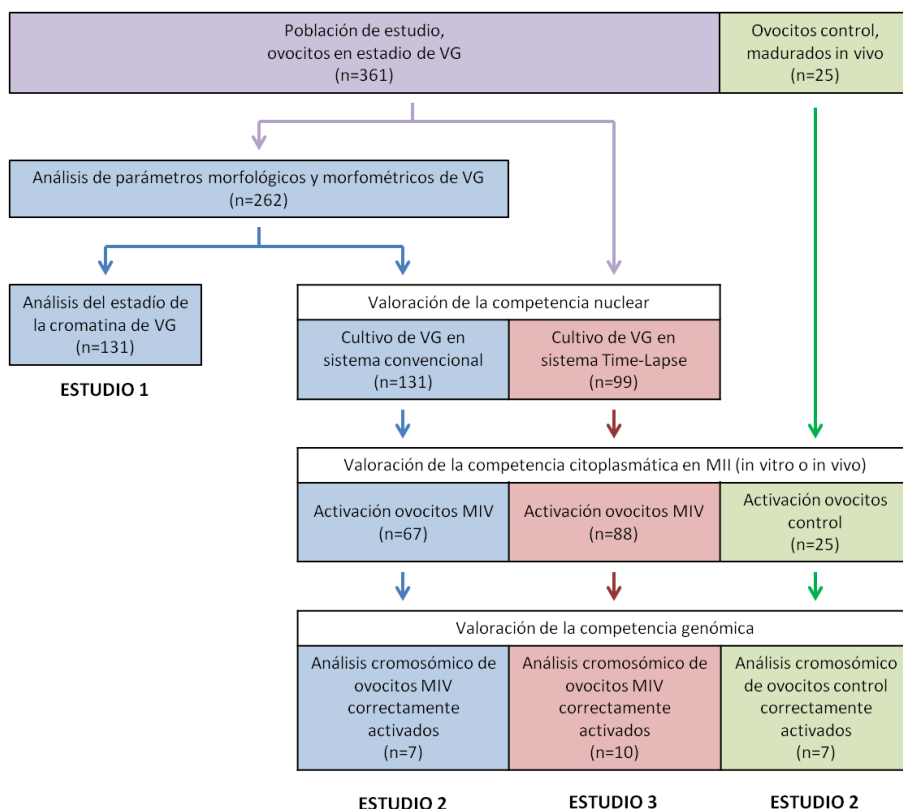 Población de estudio,
ovocitos en estadio de VG
(n=361)
Ovocitos control,
madurados in vivo
(n=25)
Análisis de parámetros morfológicos y morfométricos de VG
(n=262)
Análisis del estadío de
la cromatina de VG
(n=131)
ESTUDIO 1
Valoración de la competencia nuclear
Cultivo de VG en
sistema convencional
(n=131)
Cultivo de VG en
sistema Time-Lapse
(n=99)
Valoración de la competencia citoplasmática en MII (in vitro o in vivo)
Activación ovocitos MIV
(n=67)
Activación ovocitos MIV
(n=88)
Activación ovocitos
control
(n=25)
Valoración de la competencia genómica
Análisis cromosómico de
ovocitos MIV
correctamente
activados
(n=7)
Análisis cromosómico de
ovocitos MIV
correctamente
activados
(n=10)
Análisis cromosómico
de ovocitos control
correctamente
activados
(n=7)
ESTUDIO 2
ESTUDIO 3
ESTUDIO 2